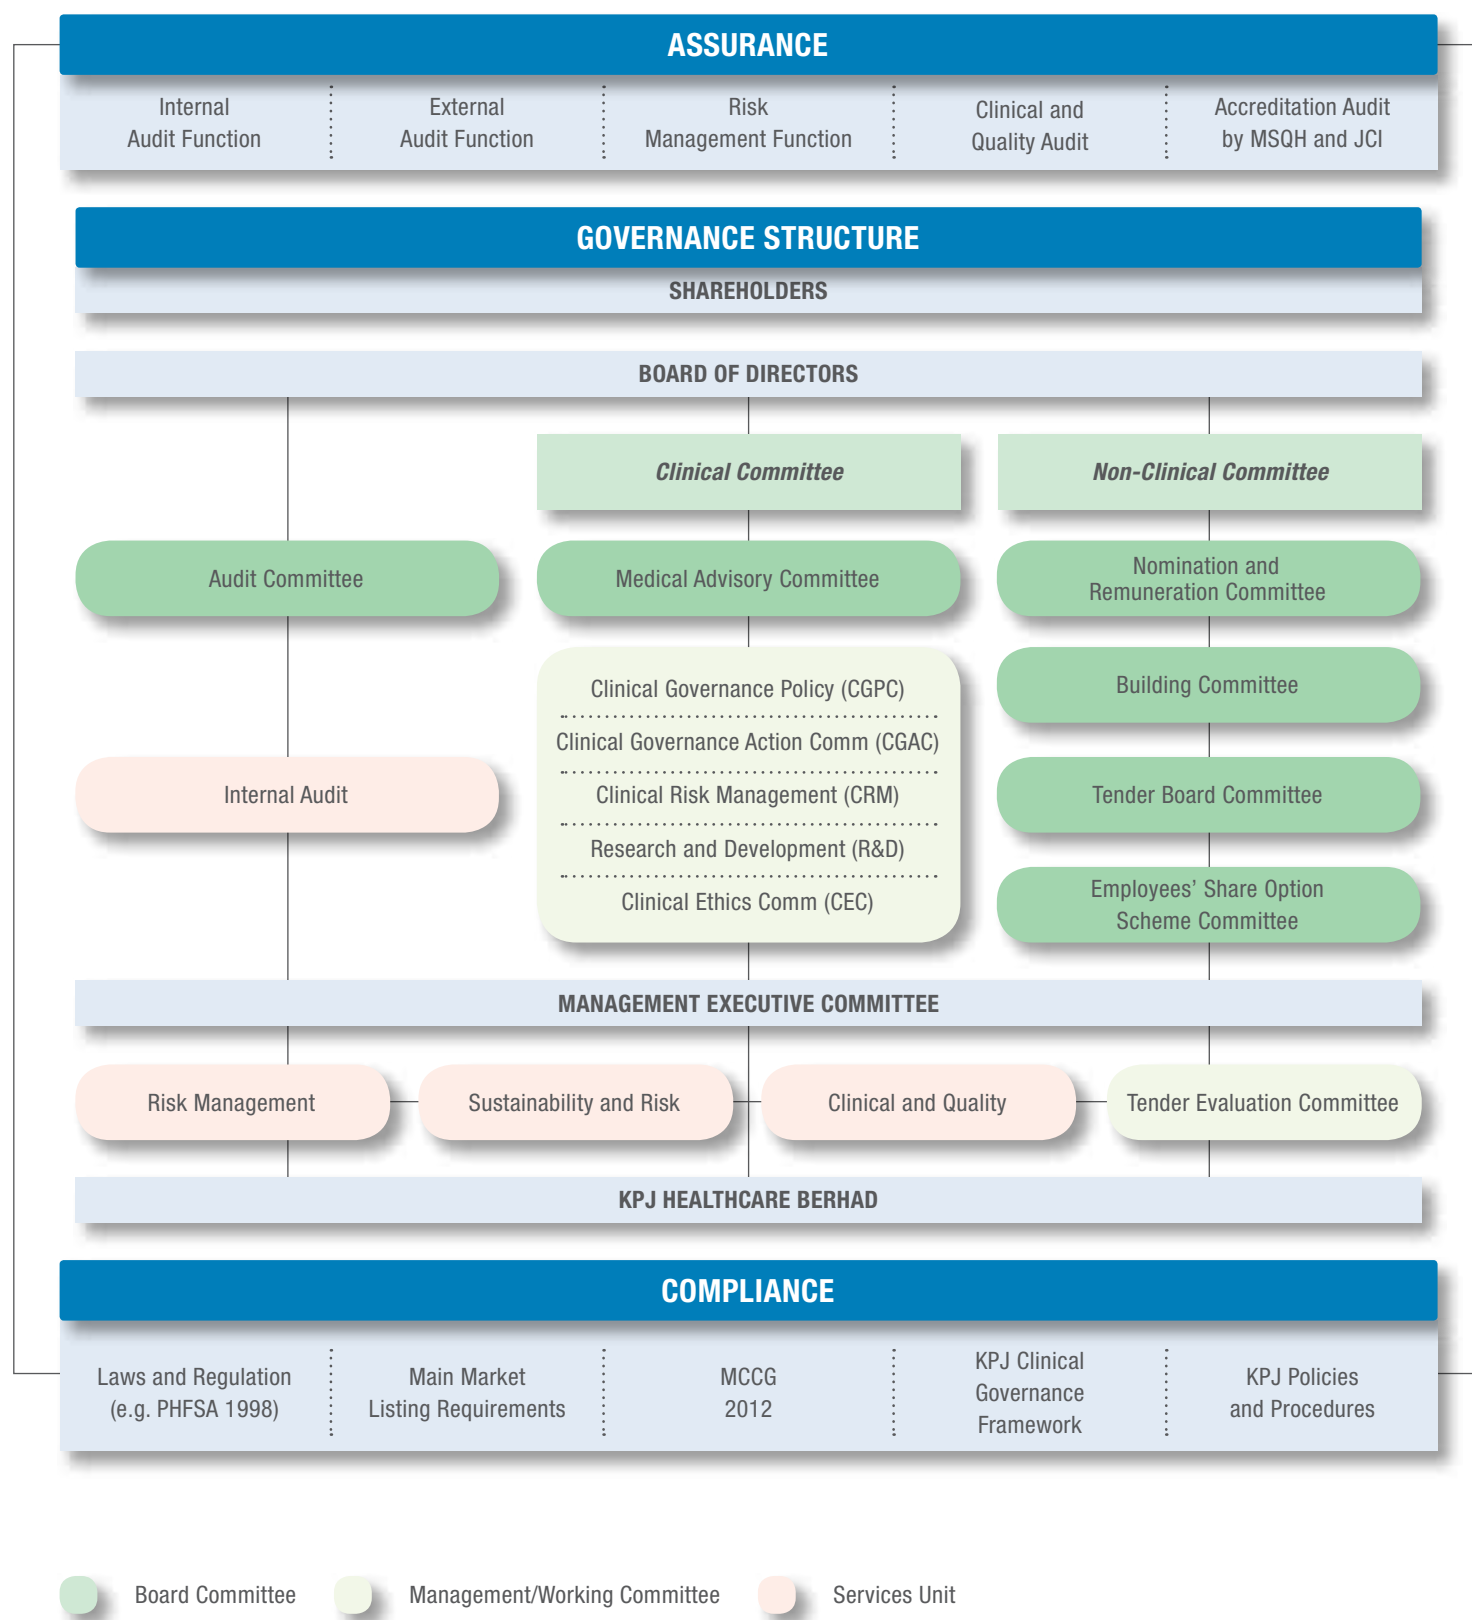 ASSURANCE
Internal
Audit Function
External
Audit Function
Risk
Management Function
Clinical and
Quality Audit
Accreditation Audit
by MSQH and JCI
GOVERNANCE STRUCTURE
SHAREHOLDERS
BOARD OF DIRECTORS
Clinical Committee
Non-Clinical Committee
Audit Committee
Medical Advisory Committee
Nomination and
Remuneration Committee
Clinical Governance Policy (CGPC)
Clinical Governance Action Comm (CGAC)
Clinical Risk Management (CRM)
Research and Development (R&D)
Clinical Ethics Comm (CEC)
Building Committee
Internal Audit
Tender Board Committee
Employees’ Share Option
Scheme Committee
MANAGEMENT EXECUTIVE COMMITTEE
Risk Management
Sustainability and Risk
Clinical and Quality
Tender Evaluation Committee
KPJ HEALTHCARE BERHAD
COMPLIANCE
Laws and Regulation
(e.g. PHFSA 1998)
Main Market
Listing Requirements
MCCG
2012
KPJ Clinical
Governance
Framework
KPJ Policies
and Procedures
Board Committee
Management/Working Committee
Services Unit